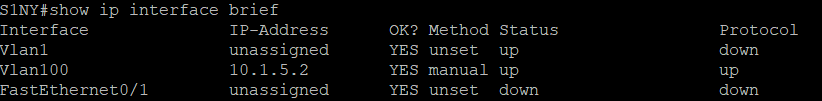 S1NY#show ip interface brief
Interface IP-Address OK? Method Status Protocol
Vlan1 unassigned YES unset up down
Vlan100 10.1.5.2 YES manual up up
FastEthernet0/1 unassigned YES unset down down